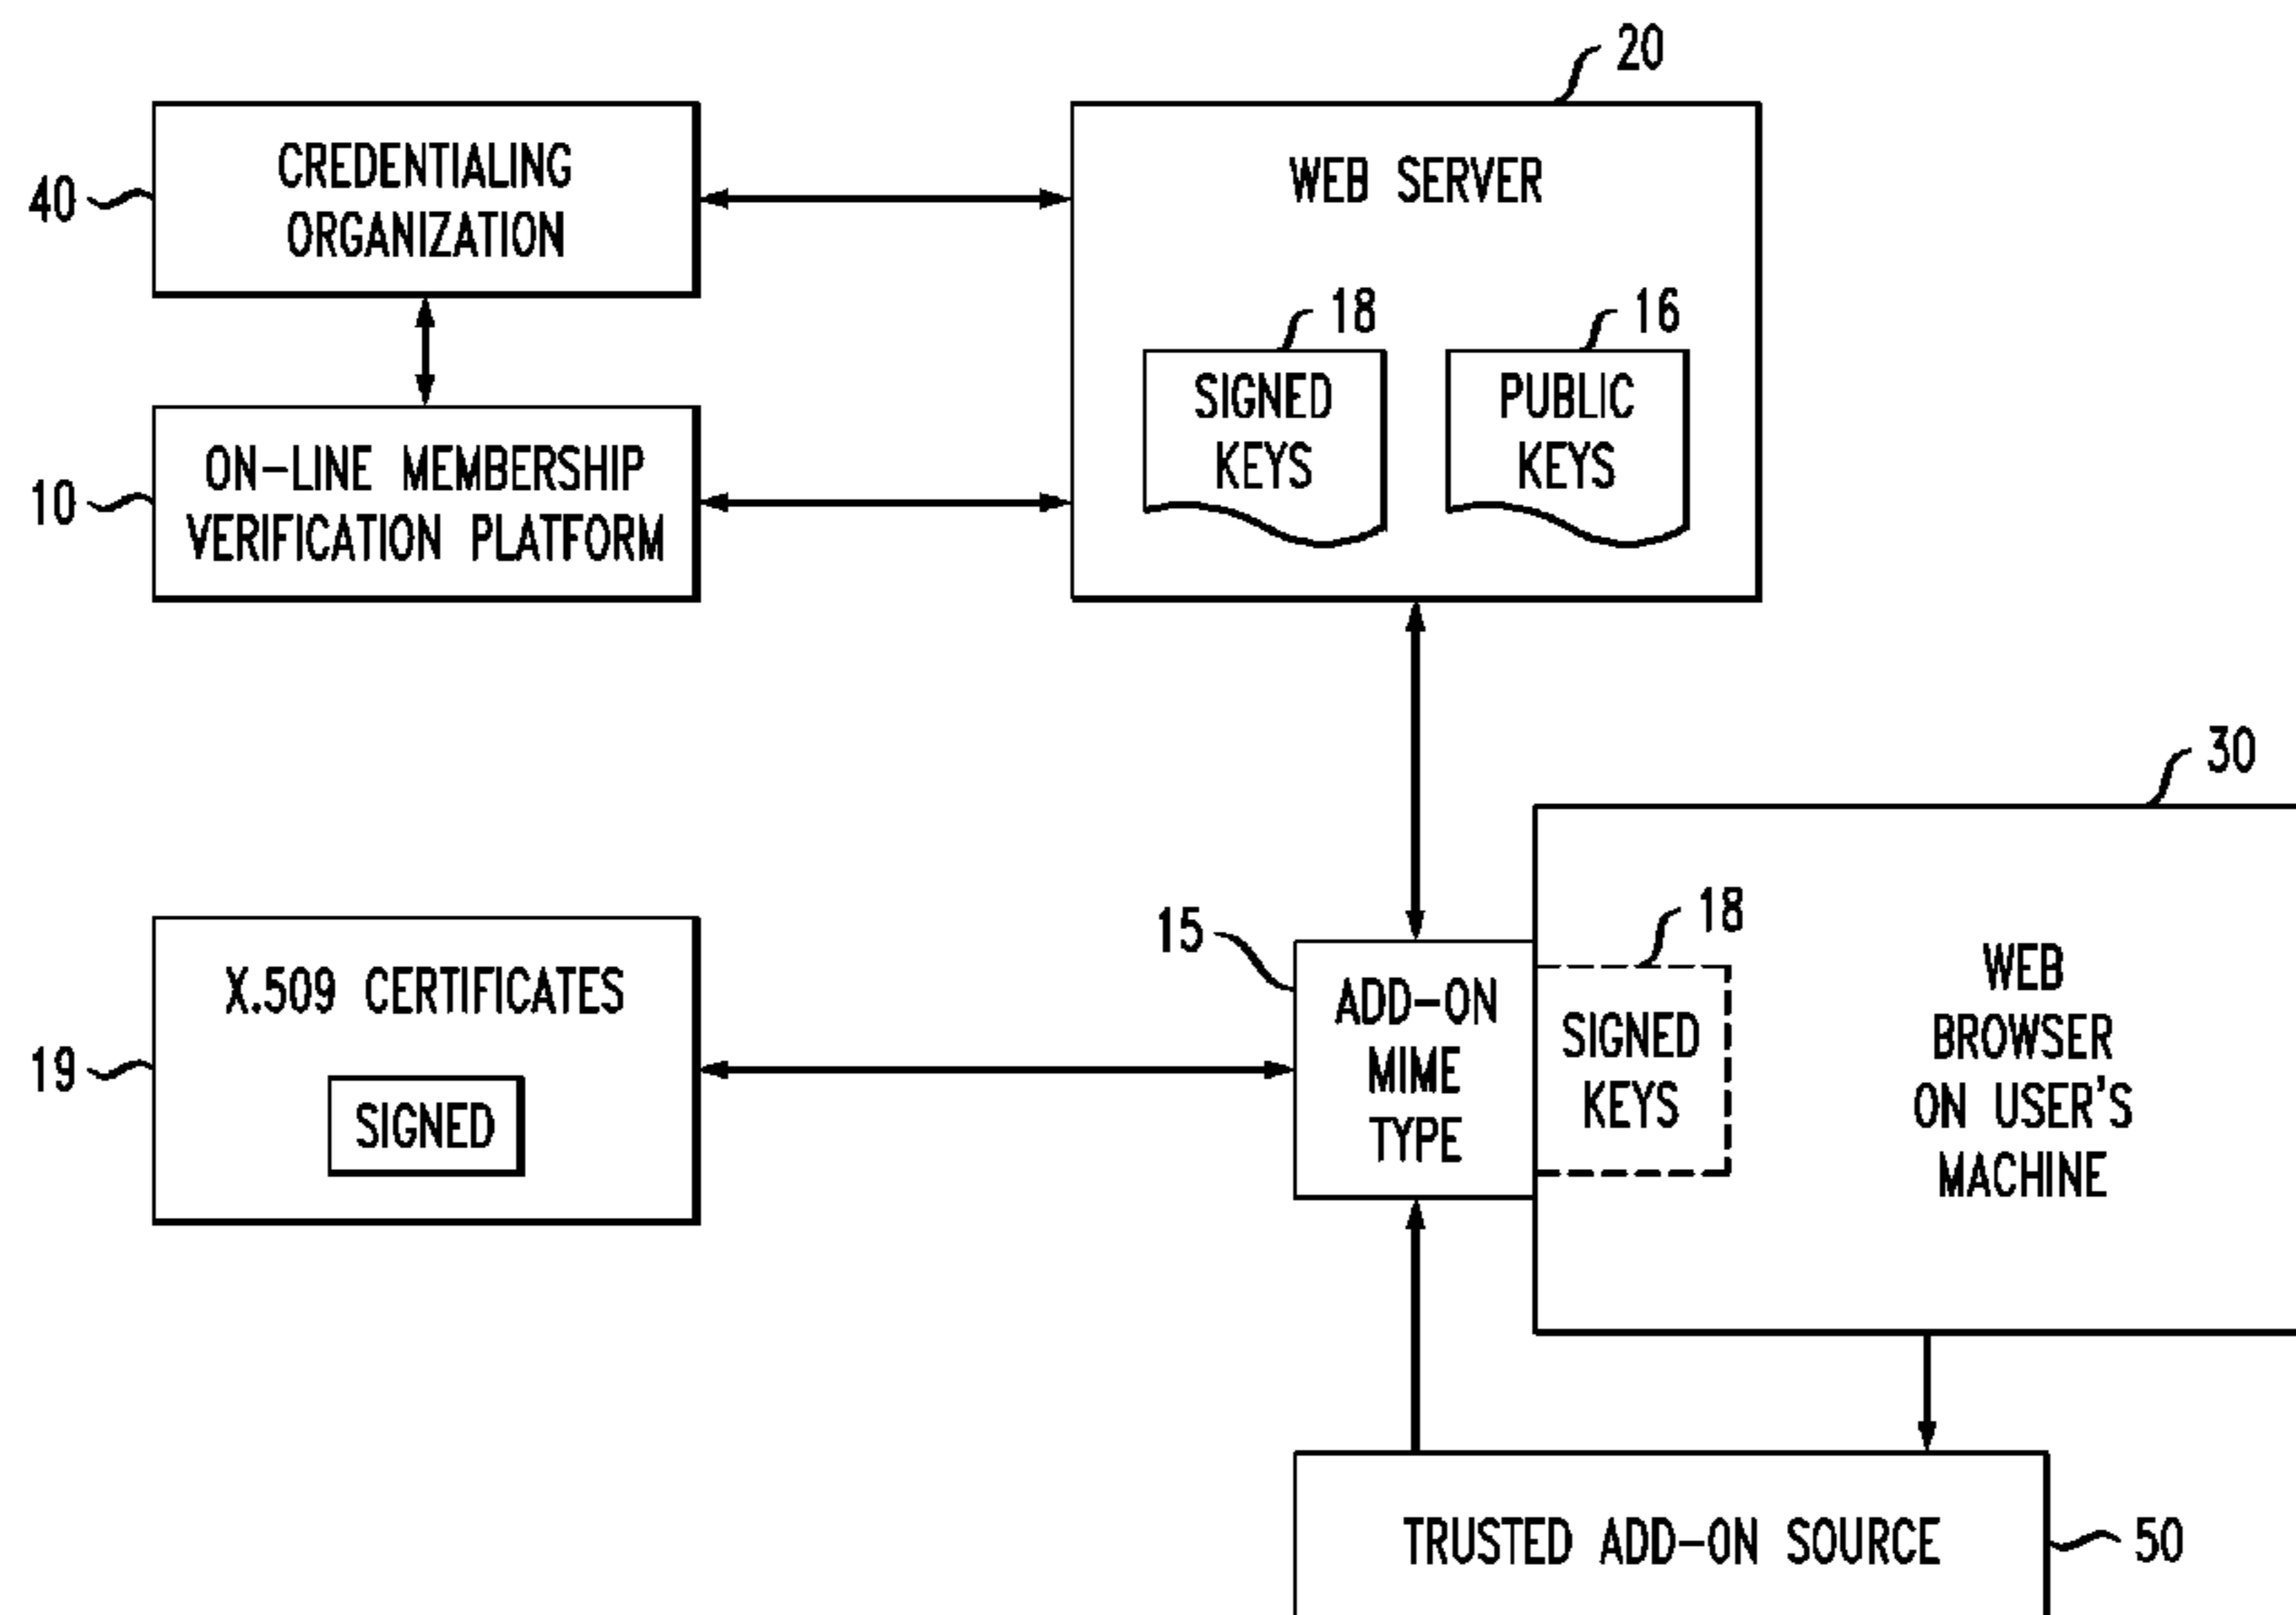 20
CREDENTIALING
ORGANIZATION
40
WEB SERVER
18
16
SIGNED
KEYS
PUBLIC
KEYS
ON-LINE MEMBERSHIP
VERIFICATION PLATFORM
10
30
X.509 CERTIFICATES
SIGNED
19
15
ADD-ON
MIME
TYPE
18
SIGNED
KEYS
WEB
BROWSER
ON USER'S
MACHINE
TRUSTED ADD-ON SOURCE
50